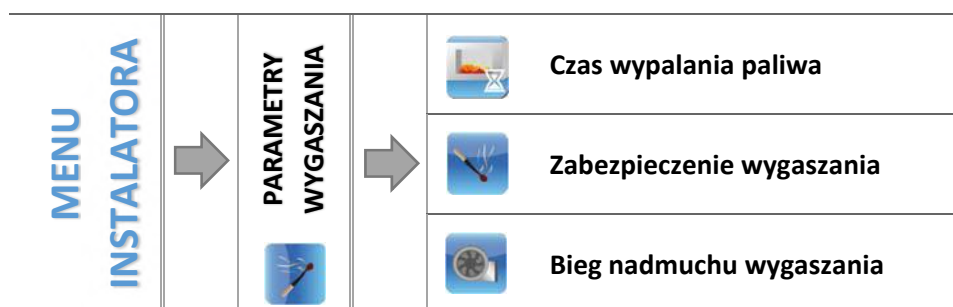 MENU
INSTALATORA
PARAMETRY
WYGASZANIA
Czas wypalania paliwa
Zabezpieczenie wygaszania
Bieg nadmuchu wygaszania